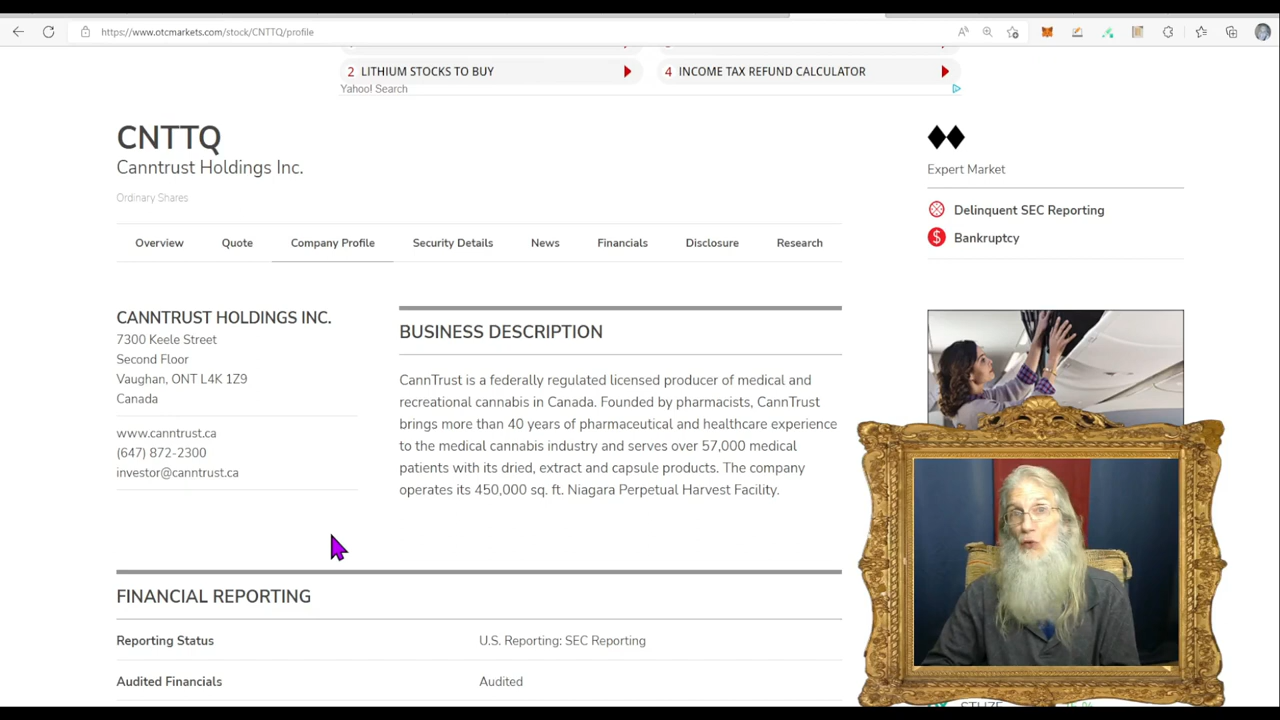 https://www.otcmarkets.com/stock/CNTTQ/profile
2 LITHIUM STOCKS TO BUY
4 INCOME TAX REFUND CALCULATOR
Yahoo! Search
CNTTQ
Canntrust Holdings Inc.
Ordinary Shares
Expert Market
Delinquent SEC Reporting
Bankruptcy
Overview
Quote
Company Profile
Security Details
News
Financials
Disclosure
Research
CANNTRUST HOLDINGS INC.
7300 Keele Street
Second Floor
Vaughan, ONT L4K 1Z9
Canada
www.canntrust.ca
(647) 872-2300
investor@canntrust.ca
BUSINESS DESCRIPTION
CannTrust is a federally regulated licensed producer of medical and
recreational cannabis in Canada. Founded by pharmacists, CannTrust
brings more than 40 years of pharmaceutical and healthcare experience
to the medical cannabis industry and serves over 57,000 medical
patients with its dried, extract and capsule products. The company
operates its 450,000 sq. ft. Niagara Perpetual Harvest Facility.
FINANCIAL REPORTING
Reporting Status
U.S. Reporting: SEC Reporting
Audited Financials
Audited